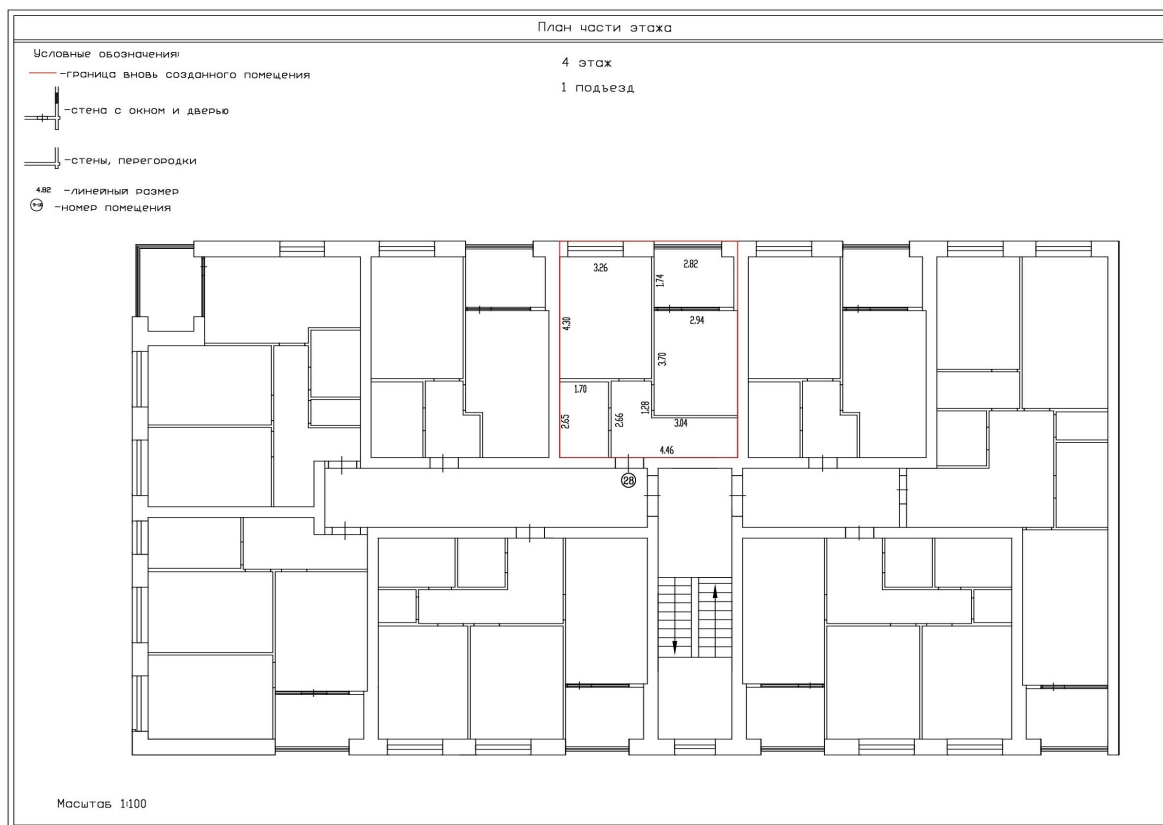 План части этажа
Условные обозначения:
-граница вновь созданного помещения
4 этаж
1 подъезд
-стена с окном и дверью
-стены, перегородки
4.82 -линейный размер
-номер помещения
3.26
2.82
1.74
4.30
2.94
3.70
1.70
1.28
2.65
2.66
3.04
4.46
28
Масштаб 1:100